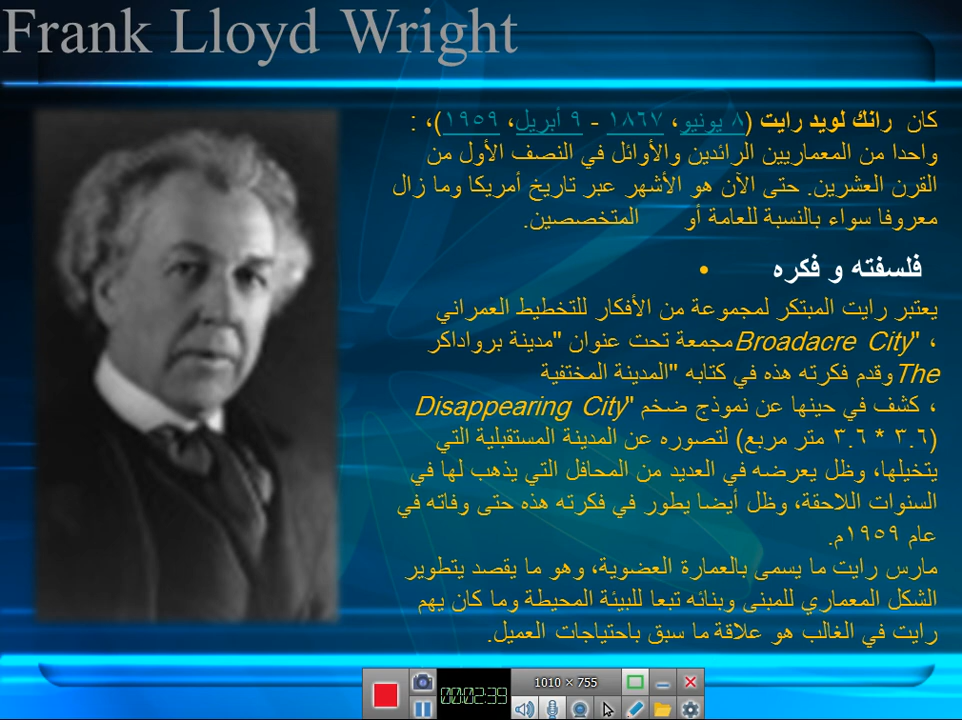 Frank Lloyd Wright
كان رانك لويد رايت (٨ يونيو، ١٨٦٧ - ٩ أبريل، ١٩٥٩)، :
واحدا من المعماريين الرائدين والأوائل في النصف الأول من
القرن العشرين. حتى الآن هو الأشهر عبر تاريخ أمريكا وما زال
معروفا سواء بالنسبة للعامة أو المتخصصين.
• فلسفته و فكره
يعتبر رايت المبتكر لمجموعة من الأفكار للتخطيط العمراني
، "Broadacre City مجمعة تحت عنوان "مدينة برواداكر
The وقدم فكرته هذه في كتابه "المدينة المختفية
، كشف في حينها عن نموذج ضخم "Disappearing City
(٣.٦ * ٣.٦ متر مربع) لتصوره عن المدينة المستقبلية التي
يتخيلها، وظل يعرضه في العديد من المحافل التي يذهب لها في
السنوات اللاحقة، وظل أيضا يطور في فكرته هذه حتى وفاته في
عام ١٩٥٩م.
مارس رايت ما يسمى بالعمارة العضوية، وهو ما يقصد يتطوير
الشكل المعماري للمبنى وبنائه تبعا للبيئة المحيطة وما كان يهم
رايت في الغالب هو علاقة ما سبق باحتياجات العميل.
1010 × 755
00:02:39